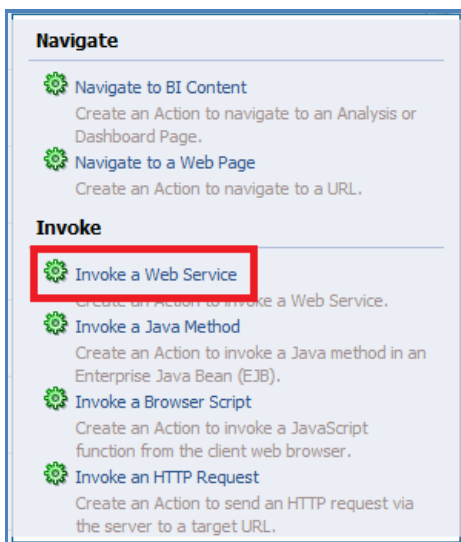 Navigate
Navigate to BI Content
Create an Action to navigate to an Analysis or
Dashboard Page.
Navigate to a Web Page
Create an Action to navigate to a URL.
Invoke
Invoke a Web Service
Create an Action to invoke a Web Service.
Invoke a Java Method
Create an Action to invoke a Java method in an
Enterprise Java Bean (EJB).
Invoke a Browser Script
Create an Action to invoke a JavaScript
function from the client web browser.
Invoke an HTTP Request
Create an Action to send an HTTP request via
the server to a target URL.